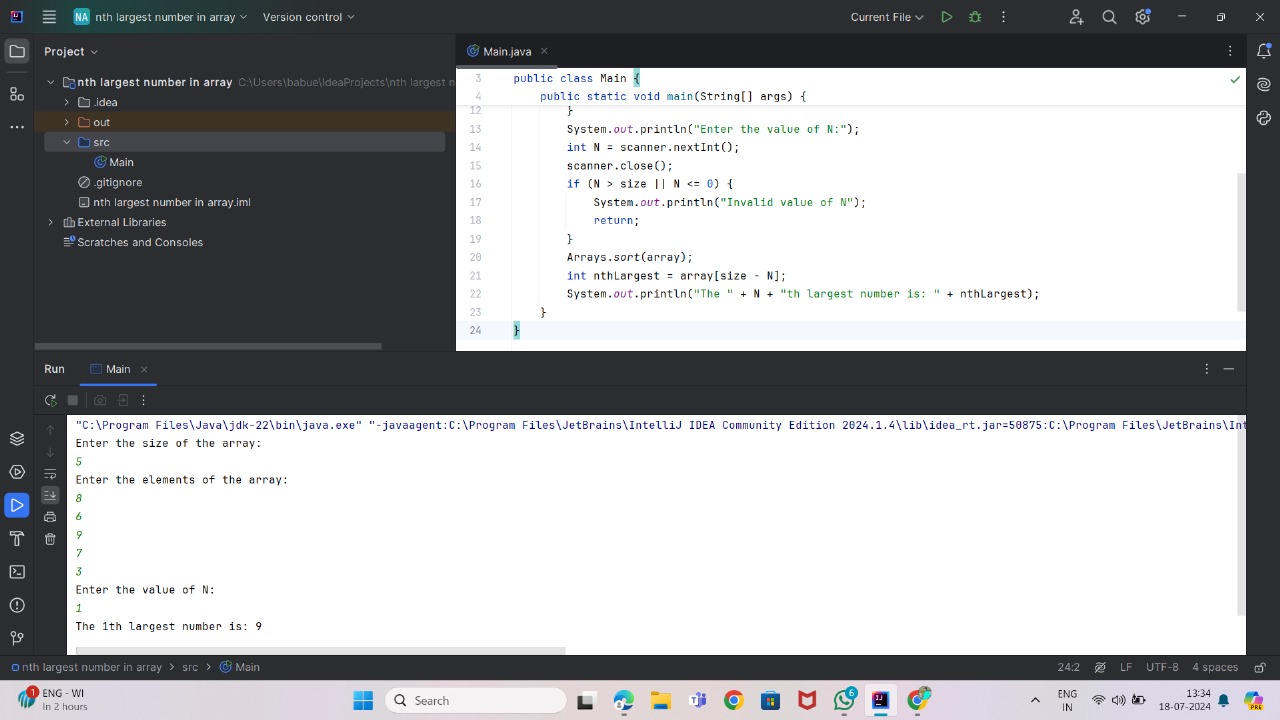 NA nth largest number in array Version control Current File
Project
Main.java
nth largest number in array C:\Users\babue\IdeaProjects\nth largest n
.idea
out
src
Main
.gitignore
nth largest number in array.iml
External Libraries
Scratches and Consoles
3 public class Main {
4 public static void main(String[] args) {
12 }
13 System.out.println("Enter the value of N:");
14 int N = scanner.nextInt();
15 scanner.close();
16 if (N > size || N <= 0) {
17 System.out.println("Invalid value of N");
18 return;
19 }
20 Arrays.sort(array);
21 int nthLargest = array[size - N];
22 System.out.println("The " + N + "th largest number is: " + nthLargest);
23 }
24 }
Run Main
"C:\Program Files\Java\jdk-22\bin\java.exe" "-javaagent:C:\Program Files\JetBrains\IntelliJ IDEA Community Edition 2024.1.4\lib\idea_rt.jar=50875:C:\Program Files\JetBrains\Int
Enter the size of the array:
5
Enter the elements of the array:
8
6
9
7
3
Enter the value of N:
1
The 1th largest number is: 9
nth largest number in array > src > Main 24:2 LF UTF-8 4 spaces
1 ENG - WI
In 2 hours
Search
6
ENG
IN
13:34
18-07-2024
PRE